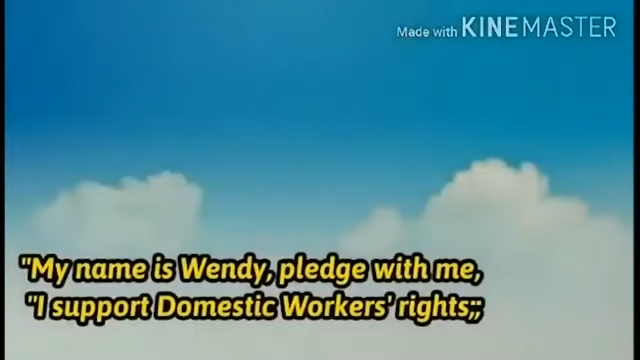 Made with KINEMASTER
"My name is Wendy, pledge with me,
"I support Domestic Workers' rights;;